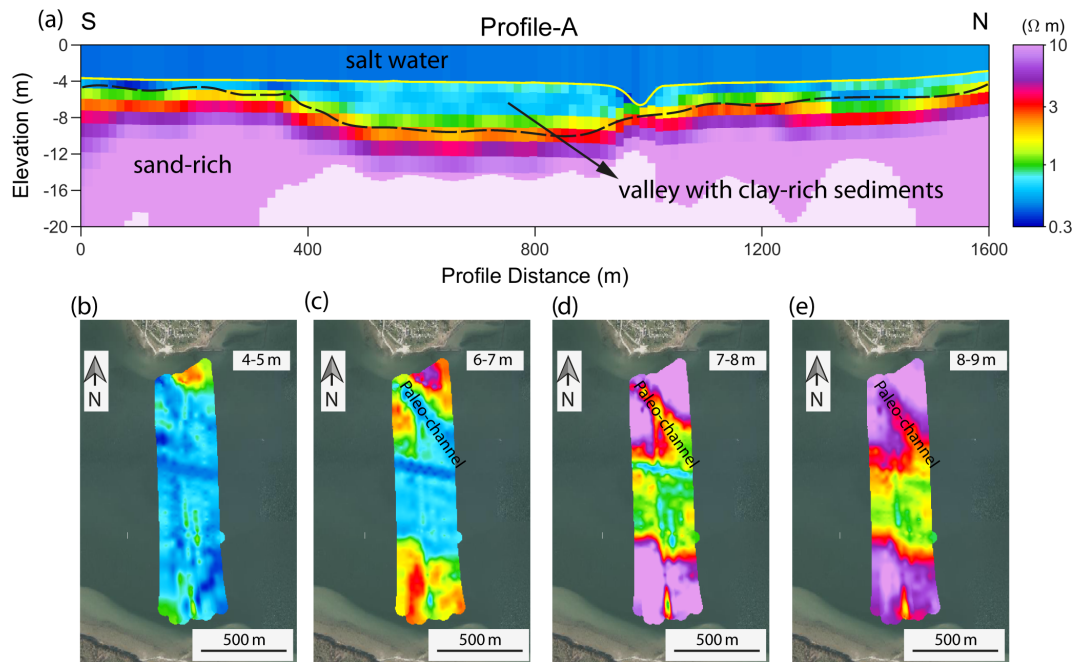 (a) S Profile-A N (Ω m)
0 10
salt water
-4
-8 3
Elevation (m)
-12 sand-rich 1
-16 valley with clay-rich sediments
-20 0.3
0 400 800 1200 1600
Profile Distance (m)
(b) (c) (d) (e)
4-5 m 6-7 m 7-8 m 8-9 m
N N N N
Paleo-channel Paleo-channel Paleo-channel
500 m 500 m 500 m 500 m